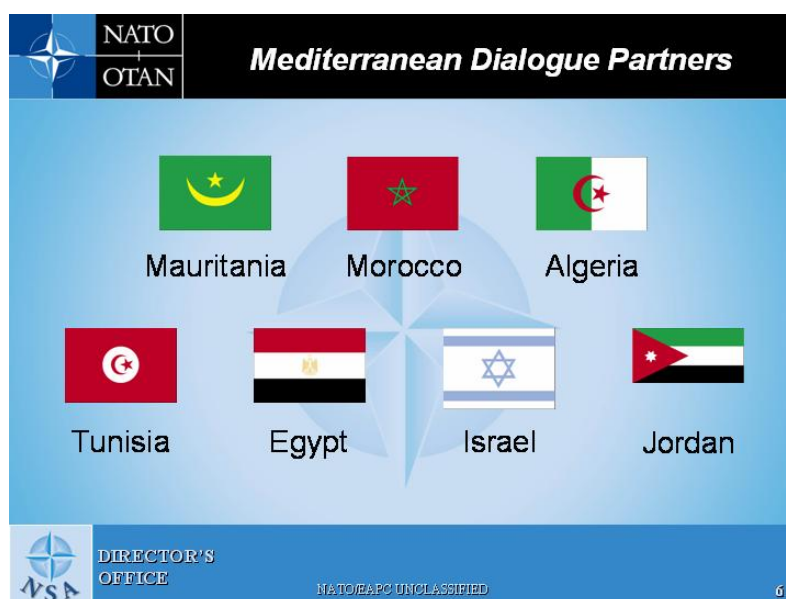 NATO
OTAN
Mediterranean Dialogue Partners
Mauritania Morocco Algeria
Tunisia Egypt Israel Jordan
NSA
DIRECTOR'S
OFFICE
NATO/EAPC UNCLASSIFIED
6